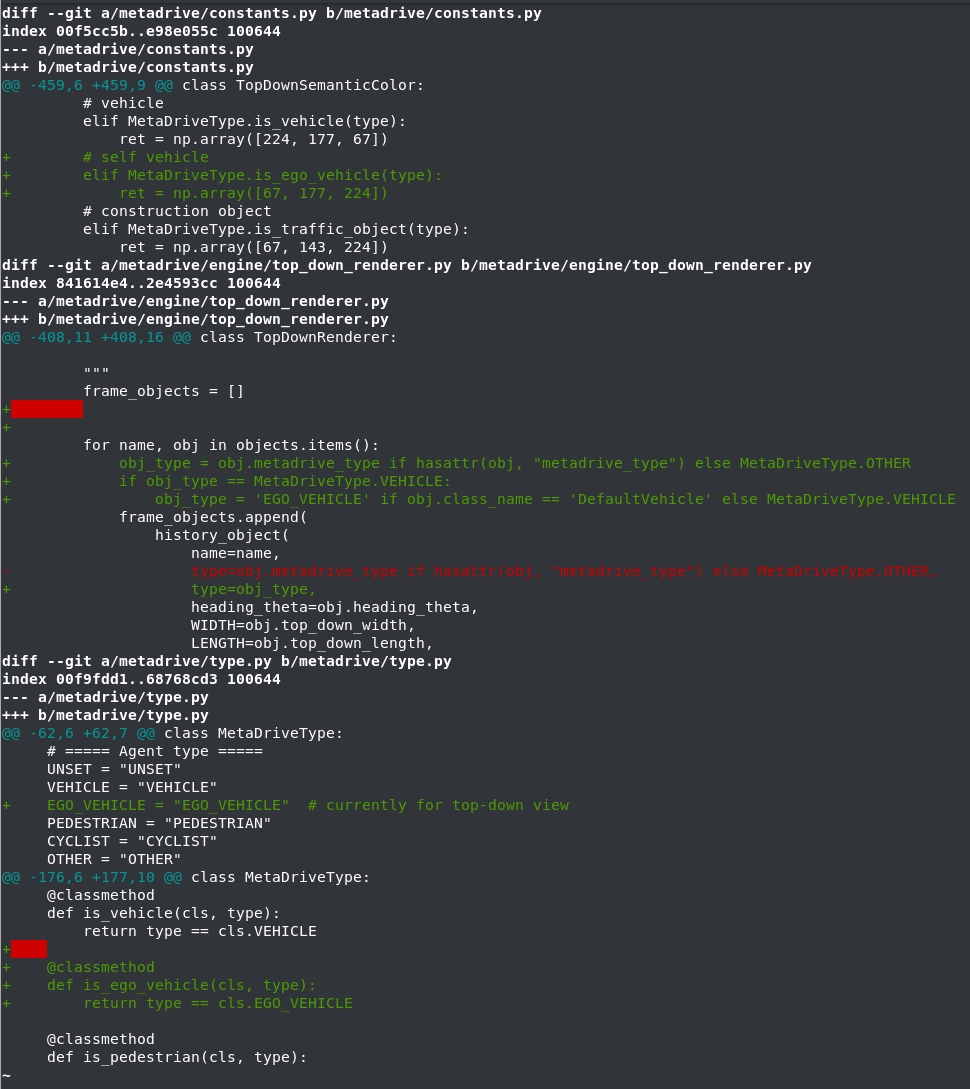 diff --git a/metadrive/constants.py b/metadrive/constants.py
index 00f5cc5b..e98e055c 100644
--- a/metadrive/constants.py
+++ b/metadrive/constants.py
@@ -459,6 +459,9 @@ class TopDownSemanticColor:
         # vehicle
         elif MetaDriveType.is_vehicle(type):
             ret = np.array([224, 177, 67])
+        # self vehicle
+        elif MetaDriveType.is_ego_vehicle(type):
+            ret = np.array([67, 177, 224])
         # construction object
         elif MetaDriveType.is_traffic_object(type):
             ret = np.array([67, 143, 224])
diff --git a/metadrive/engine/top_down_renderer.py b/metadrive/engine/top_down_renderer.py
index 841614e4..2e4593cc 100644
--- a/metadrive/engine/top_down_renderer.py
+++ b/metadrive/engine/top_down_renderer.py
@@ -408,11 +408,16 @@ class TopDownRenderer:

         """
         frame_objects = []
+
+
         for name, obj in objects.items():
+            obj_type = obj.metadrive_type if hasattr(obj, "metadrive_type") else MetaDriveType.OTHER
+            if obj_type == MetaDriveType.VEHICLE:
+                obj_type = 'EGO_VEHICLE' if obj.class_name == 'DefaultVehicle' else MetaDriveType.VEHICLE
             frame_objects.append(
                 history_object(
                     name=name,
-                    type=obj.metadrive_type if hasattr(obj, "metadrive_type") else MetaDriveType.OTHER,
+                    type=obj_type,
                     heading_theta=obj.heading_theta,
                     WIDTH=obj.top_down_width,
                     LENGTH=obj.top_down_length,
diff --git a/metadrive/type.py b/metadrive/type.py
index 00f9fdd1..68768cd3 100644
--- a/metadrive/type.py
+++ b/metadrive/type.py
@@ -62,6 +62,7 @@ class MetaDriveType:
     # ===== Agent type =====
     UNSET = "UNSET"
     VEHICLE = "VEHICLE"
+    EGO_VEHICLE = "EGO_VEHICLE"  # currently for top-down view
     PEDESTRIAN = "PEDESTRIAN"
     CYCLIST = "CYCLIST"
     OTHER = "OTHER"
@@ -176,6 +177,10 @@ class MetaDriveType:
     @classmethod
     def is_vehicle(cls, type):
         return type == cls.VEHICLE
+
+    @classmethod
+    def is_ego_vehicle(cls, type):
+        return type == cls.EGO_VEHICLE

     @classmethod
     def is_pedestrian(cls, type):
~